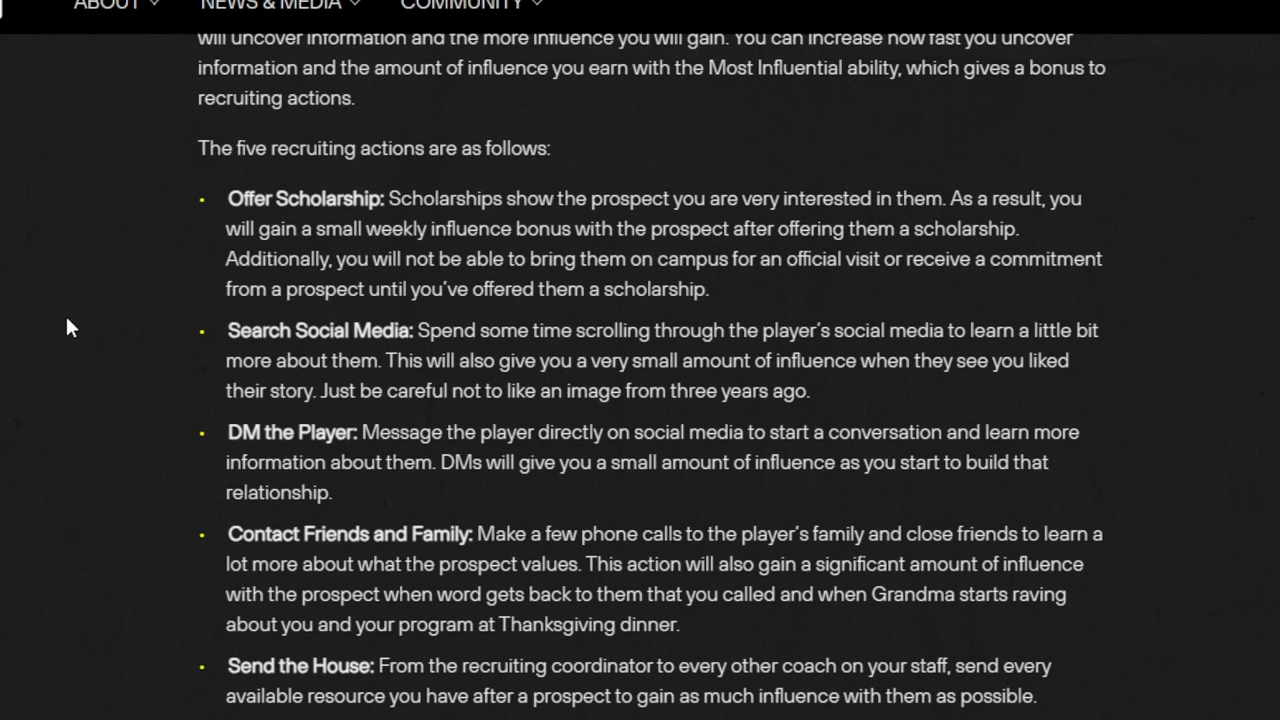 ABOUT NEWS & MEDIA COMMUNITY
will uncover information and the more influence you will gain. You can increase how fast you uncover
information and the amount of influence you earn with the Most Influential ability, which gives a bonus to
recruiting actions.
The five recruiting actions are as follows:
• Offer Scholarship: Scholarships show the prospect you are very interested in them. As a result, you
will gain a small weekly influence bonus with the prospect after offering them a scholarship.
Additionally, you will not be able to bring them on campus for an official visit or receive a commitment
from a prospect until you've offered them a scholarship.
• Search Social Media: Spend some time scrolling through the player's social media to learn a little bit
more about them. This will also give you a very small amount of influence when they see you liked
their story. Just be careful not to like an image from three years ago.
• DM the Player: Message the player directly on social media to start a conversation and learn more
information about them. DMs will give you a small amount of influence as you start to build that
relationship.
• Contact Friends and Family: Make a few phone calls to the player's family and close friends to learn a
lot more about what the prospect values. This action will also gain a significant amount of influence
with the prospect when word gets back to them that you called and when Grandma starts raving
about you and your program at Thanksgiving dinner.
• Send the House: From the recruiting coordinator to every other coach on your staff, send every
available resource you have after a prospect to gain as much influence with them as possible.